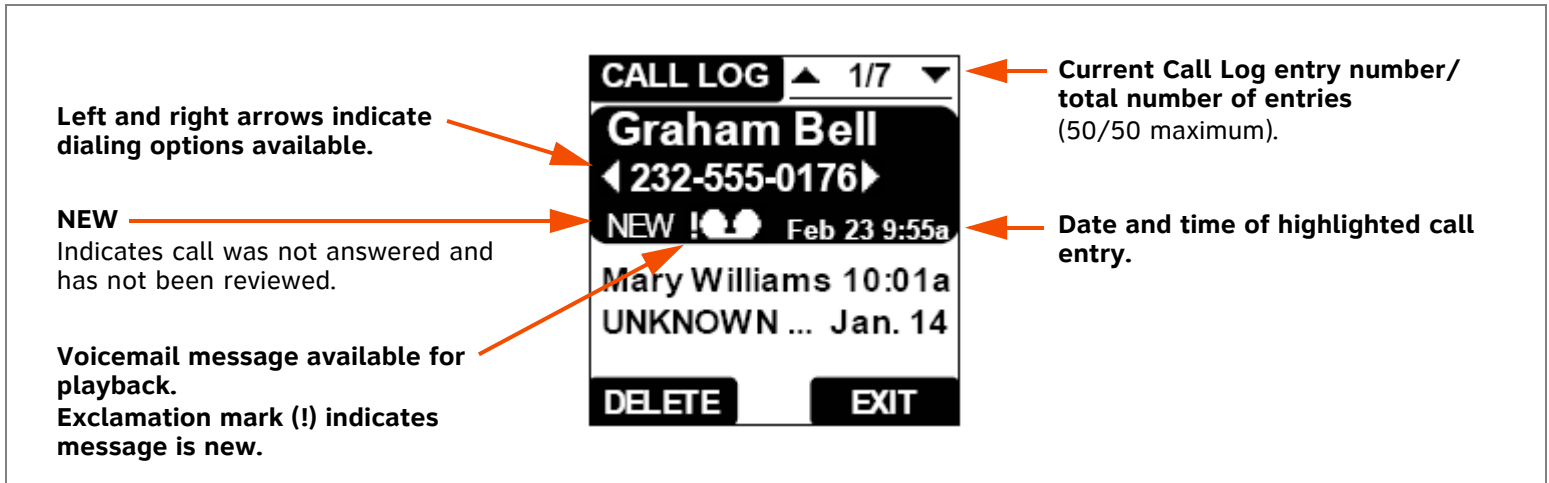 Left and right arrows indicate
dialing options available.
NEW
Indicates call was not answered and
has not been reviewed.
Voicemail message available for
playback.
Exclamation mark (!) indicates
message is new.
CALL LOG ▲ 1/7 ▼
Graham Bell
◀ 232-555-0176▶
NEW ! Feb 23 9:55a
Mary Williams 10:01a
UNKNOWN ... Jan. 14
DELETE EXIT
Current Call Log entry number/
total number of entries
(50/50 maximum).
Date and time of highlighted call
entry.